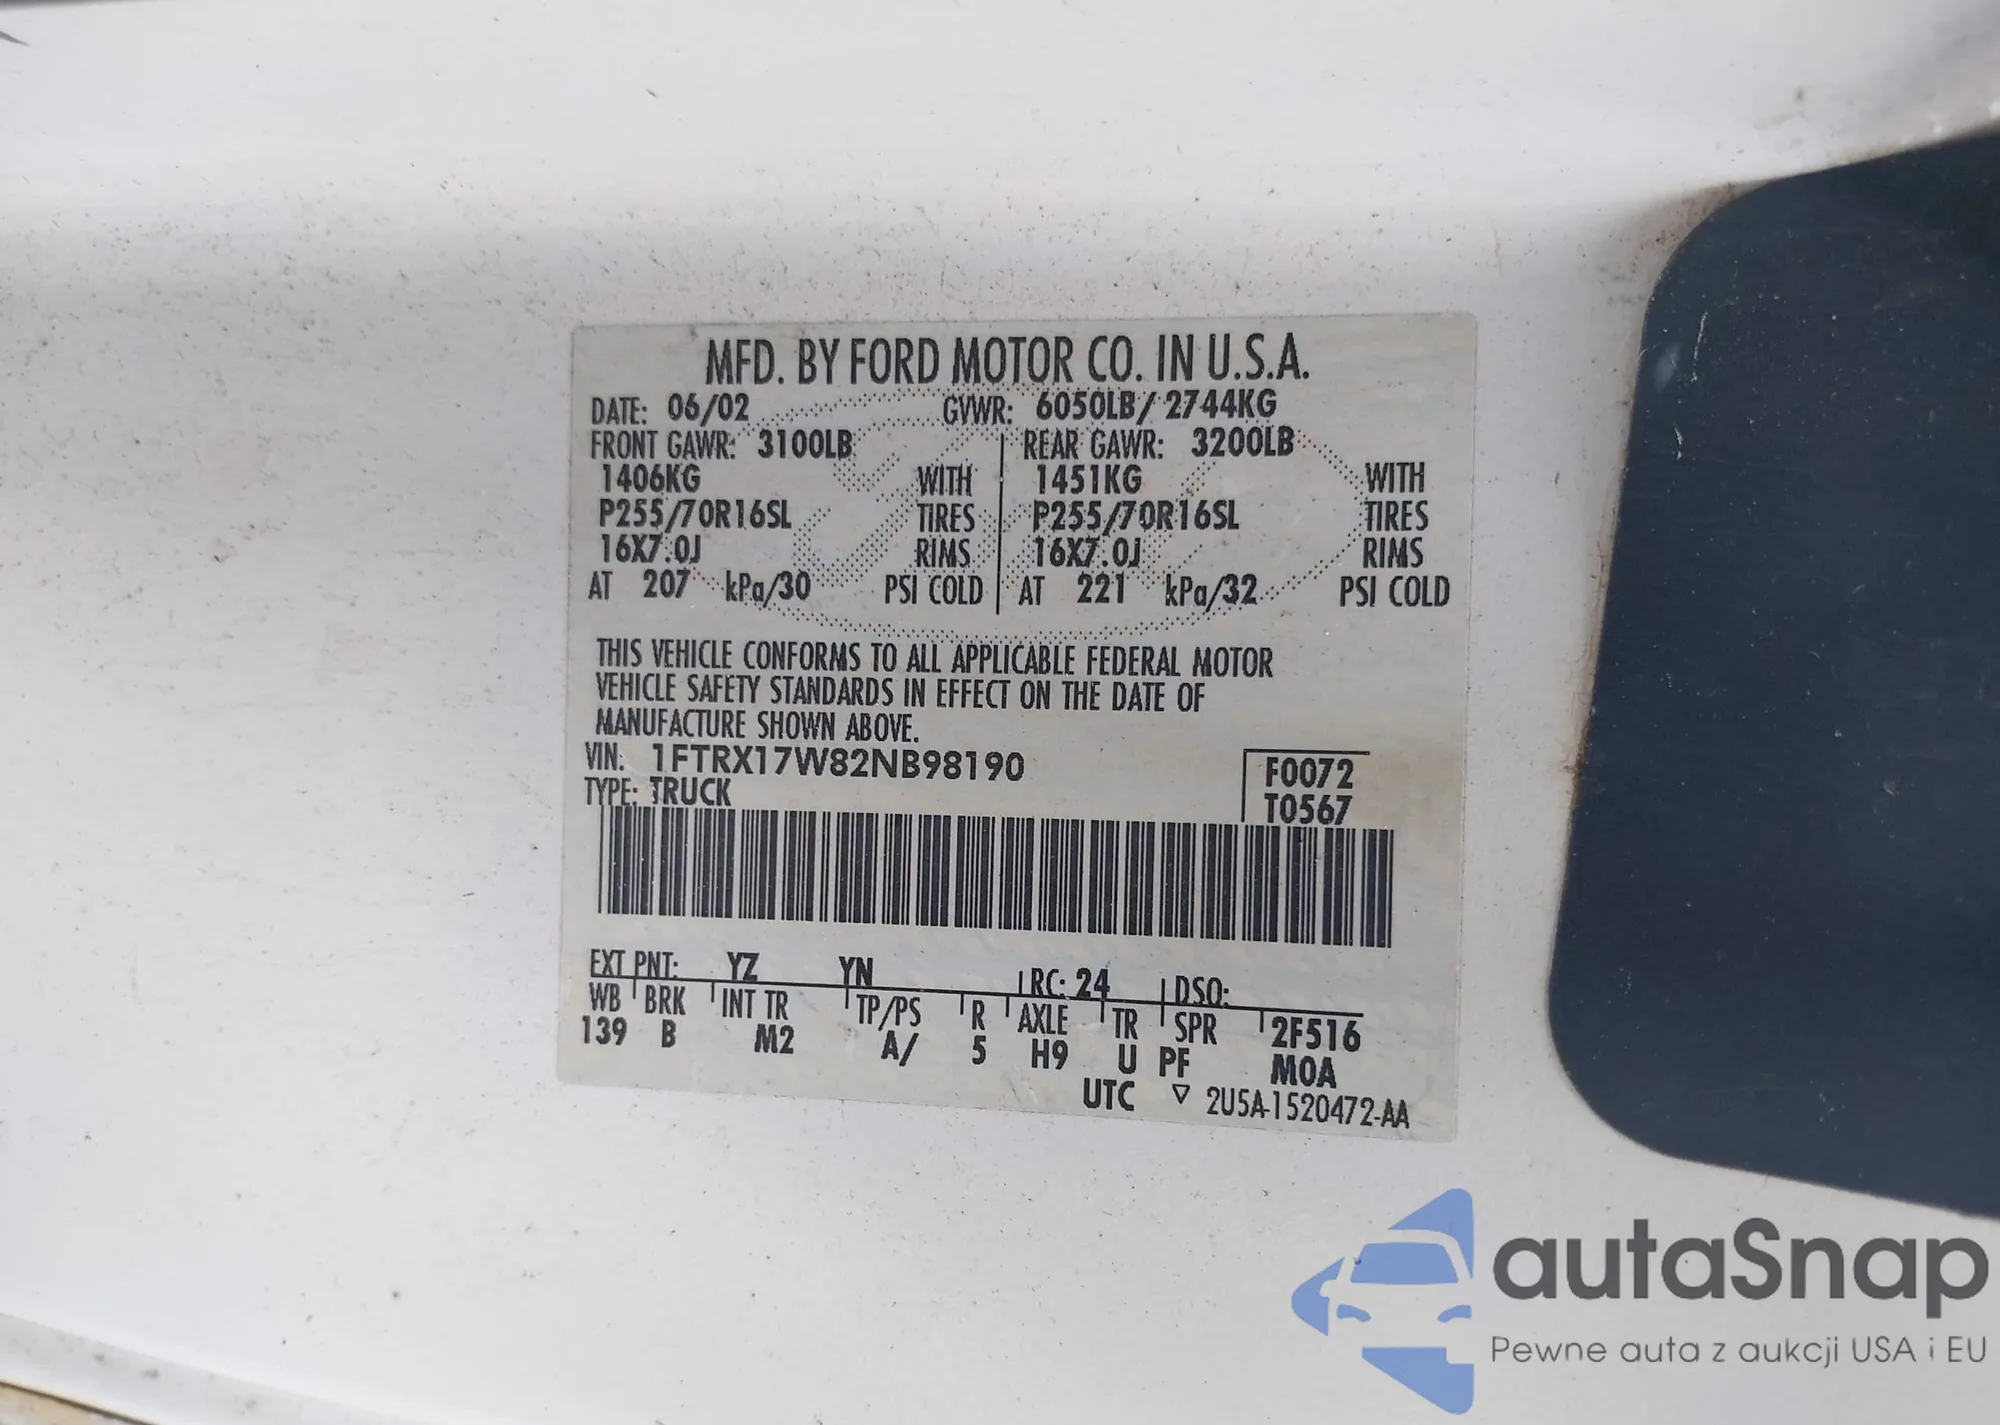 MFD. BY FORD MOTOR CO. IN U.S.A.
DATE: 06/02 GVWR: 6050LB/ 2744KG
FRONT GAWR: 3100LB REAR GAWR: 3200LB
1406KG WITH 1451KG WITH
P255/70R16SL TIRES P255/70R16SL TIRES
16X7.0J RIMS 16X7.0J RIMS
AT 207 kPa/30 PSI COLD AT 221 kPa/32 PSI COLD
THIS VEHICLE CONFORMS TO ALL APPLICABLE FEDERAL MOTOR
VEHICLE SAFETY STANDARDS IN EFFECT ON THE DATE OF
MANUFACTURE SHOWN ABOVE.
VIN: 1FTRX17W82NB98190 F0072
TYPE: TRUCK T0567
EXT PNT: YZ YN RC: 24 DSO:
WB BRK INT TR TP/PS R AXLE TR SPR 2F516
139 B M2 A/ 5 H9 U PF M0A
UTC ▽ 2U5A-1520472-AA
autaSnap
Pewne auta z aukcji USA i EU